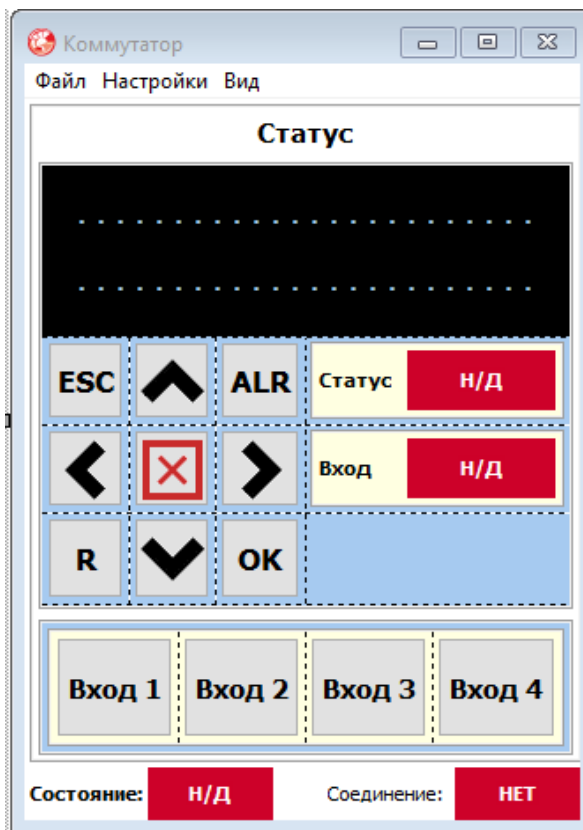 Коммутатор
Файл Настройки Вид
Статус
. . . . . . . . . . . . . . . . . . . . . . . .
. . . . . . . . . . . . . . . . . . . . . . . .
ESC ALR Статус Н/Д
Вход Н/Д
R OK
Вход 1 Вход 2 Вход 3 Вход 4
Состояние: Н/Д Соединение: НЕТ